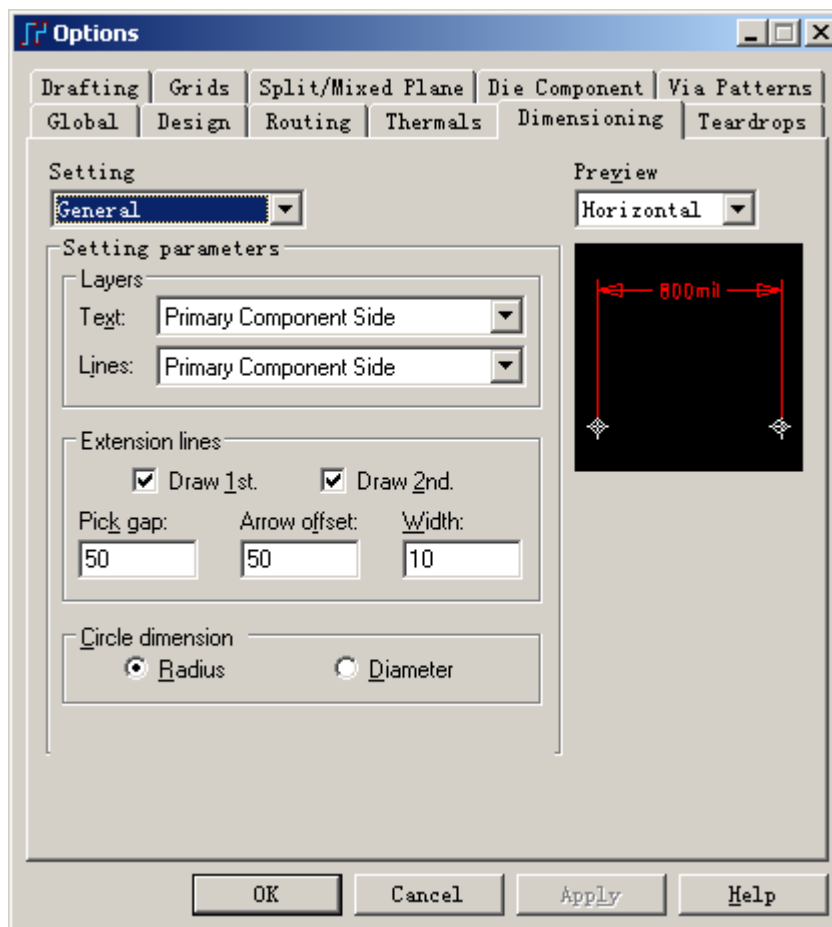 Options
Drafting Grids Split/Mixed Plane Die Component Via Patterns
Global Design Routing Thermals Dimensioning Teardrops
Setting Preview
General Horizontal
Setting parameters
Layers
Text: Primary Component Side
800mil
Lines: Primary Component Side
Extension lines
Draw 1st. Draw 2nd.
Pick gap: Arrow offset: Width:
50 50 10
Circle dimension
Radius Diameter
OK Cancel Apply Help